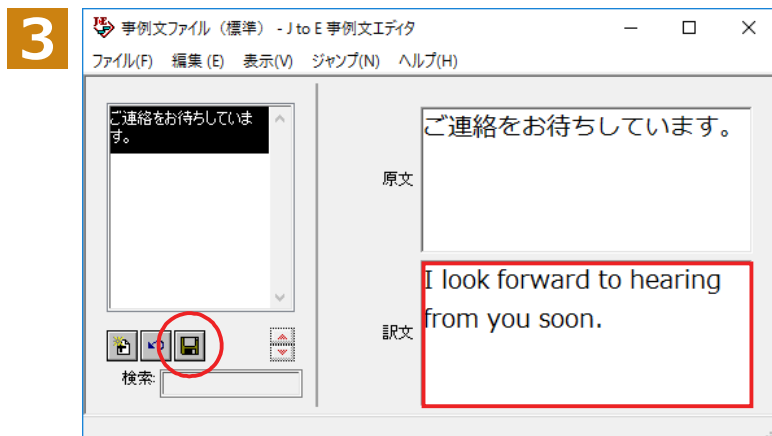 3
事例文ファイル（標準） - J to E 事例文エディタ
ファイル(F) 編集(E) 表示(V) ジャンプ(N) ヘルプ(H)
ご連絡をお待ちしていま
す。
ご連絡をお待ちしています。
原文
I look forward to hearing
from you soon.
訳文
検索: